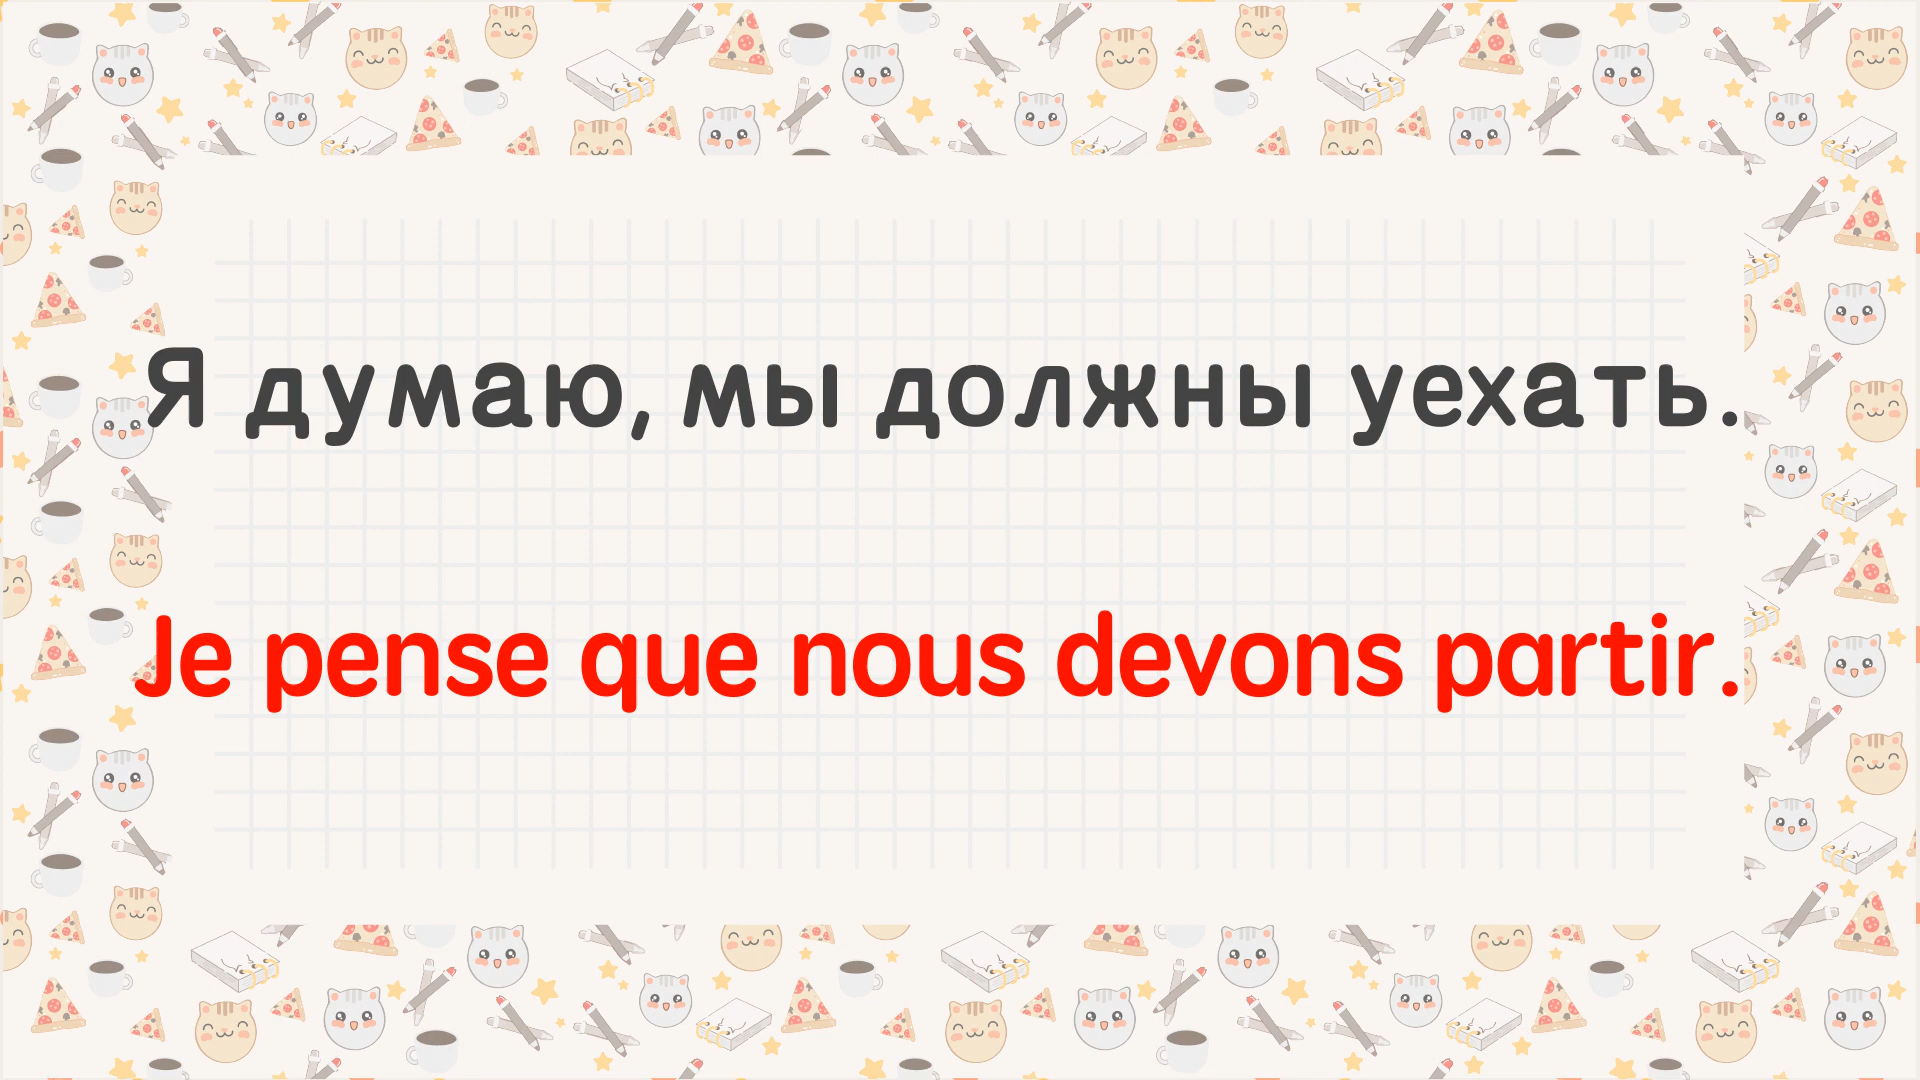 Я думаю, мы должны уехать.
Je pense que nous devons partir.